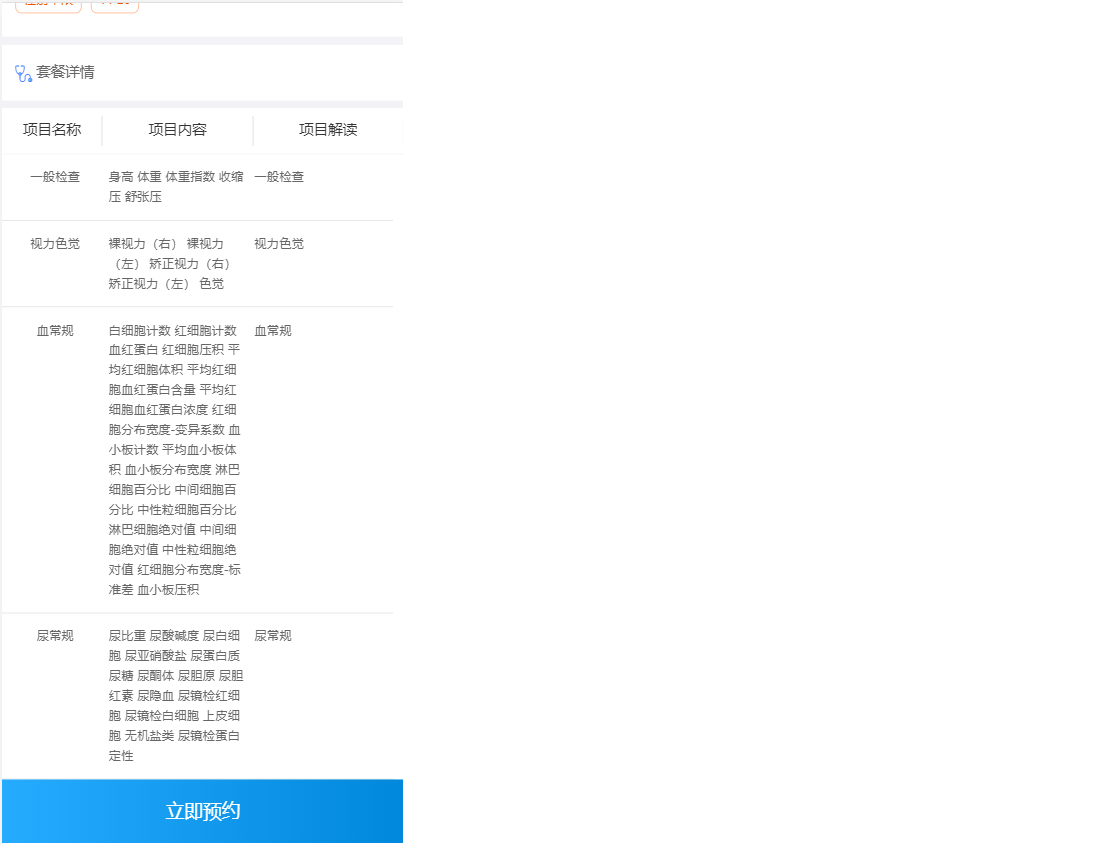 套餐详情
项目名称 项目内容 项目解读
一般检查 身高 体重 体重指数 收缩 一般检查
压 舒张压
视力色觉 裸视力（右） 裸视力 视力色觉
（左） 矫正视力（右）
矫正视力（左） 色觉
血常规 白细胞计数 红细胞计数 血常规
血红蛋白 红细胞压积 平
均红细胞体积 平均红细
胞血红蛋白含量 平均红
细胞血红蛋白浓度 红细
胞分布宽度-变异系数 血
小板计数 平均血小板体
积 血小板分布宽度 淋巴
细胞百分比 中间细胞百
分比 中性粒细胞百分比
淋巴细胞绝对值 中间细
胞绝对值 中性粒细胞绝
对值 红细胞分布宽度-标
准差 血小板压积
尿常规 尿比重 尿酸碱度 尿白细 尿常规
胞 尿亚硝酸盐 尿蛋白质
尿糖 尿酮体 尿胆原 尿胆
红素 尿隐血 尿镜检红细
胞 尿镜检白细胞 上皮细
胞 无机盐类 尿镜检蛋白
定性
立即预约